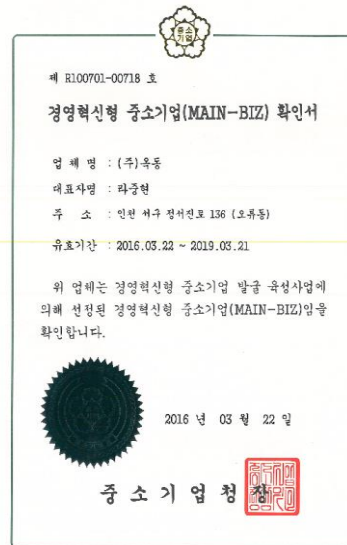 중소
기업
제 R100701-00718 호
경영혁신형 중소기업(MAIN-BIZ) 확인서
업 체 명 : (주)옥동
대표자명 : 라중현
주 소 : 인천 서구 정서진로 136 (오류동)
유효기간 : 2016.03.22 ~ 2019.03.21
위 업체는 경영혁신형 중소기업 발굴 육성사업에
의해 선정된 경영혁신형 중소기업(MAIN-BIZ)임을
확인합니다.
2016 년 03 월 22 일
중 소 기 업 청 장